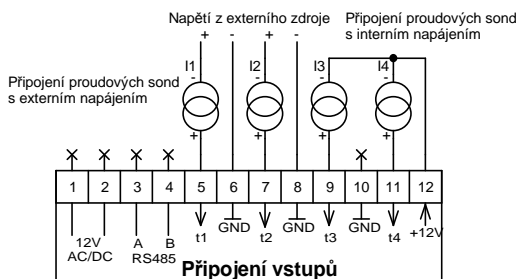 Napětí z externího zdroje
+ - + -
Připojení proudových sond
s interním napájením
I1 I2 I3 I4
- - - -
Připojení proudových sond
s externím napájením
+ + + +
1 2 3 4 5 6 7 8 9 10 11 12
12V
AC/DC
A B
RS485
t1 GND t2 GND t3 GND t4 +12V
Připojení vstupů